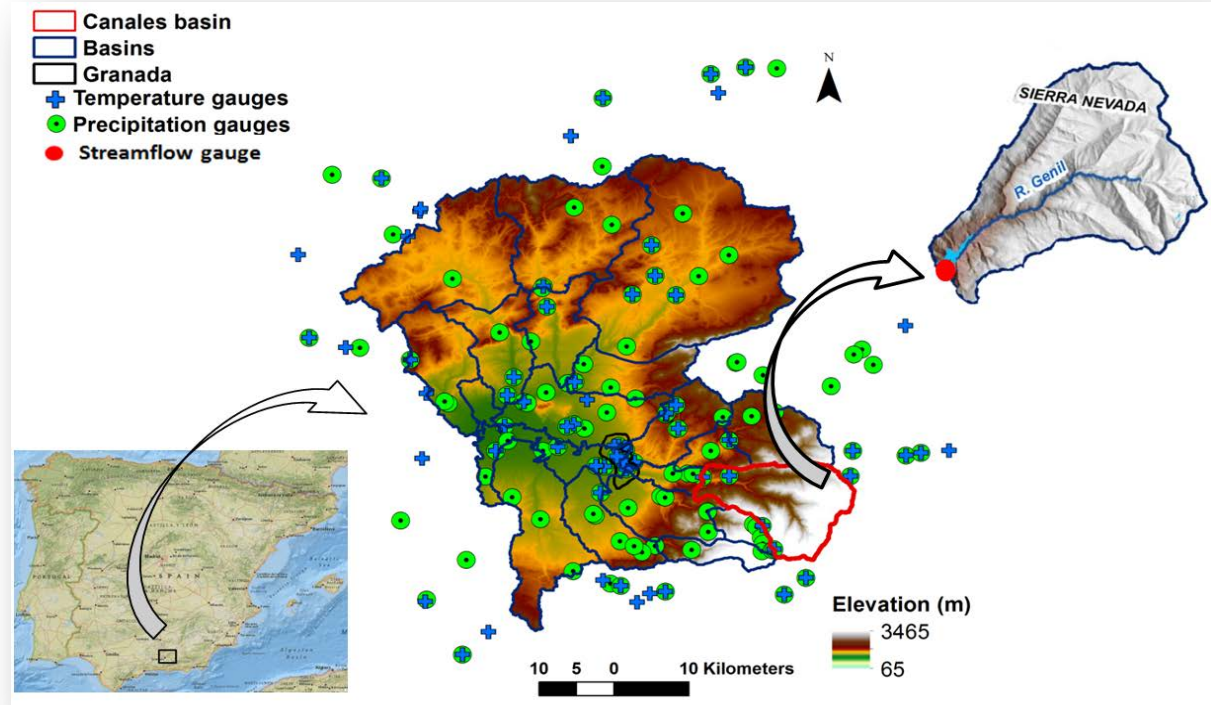 Canales basin
Basins
Granada
Temperature gauges
Precipitation gauges
Streamflow gauge
N
SIERRA NEVADA
R. Genil
PORTUGAL
SPAIN
Elevation (m)
3465
65
10 5 0 10 Kilometers